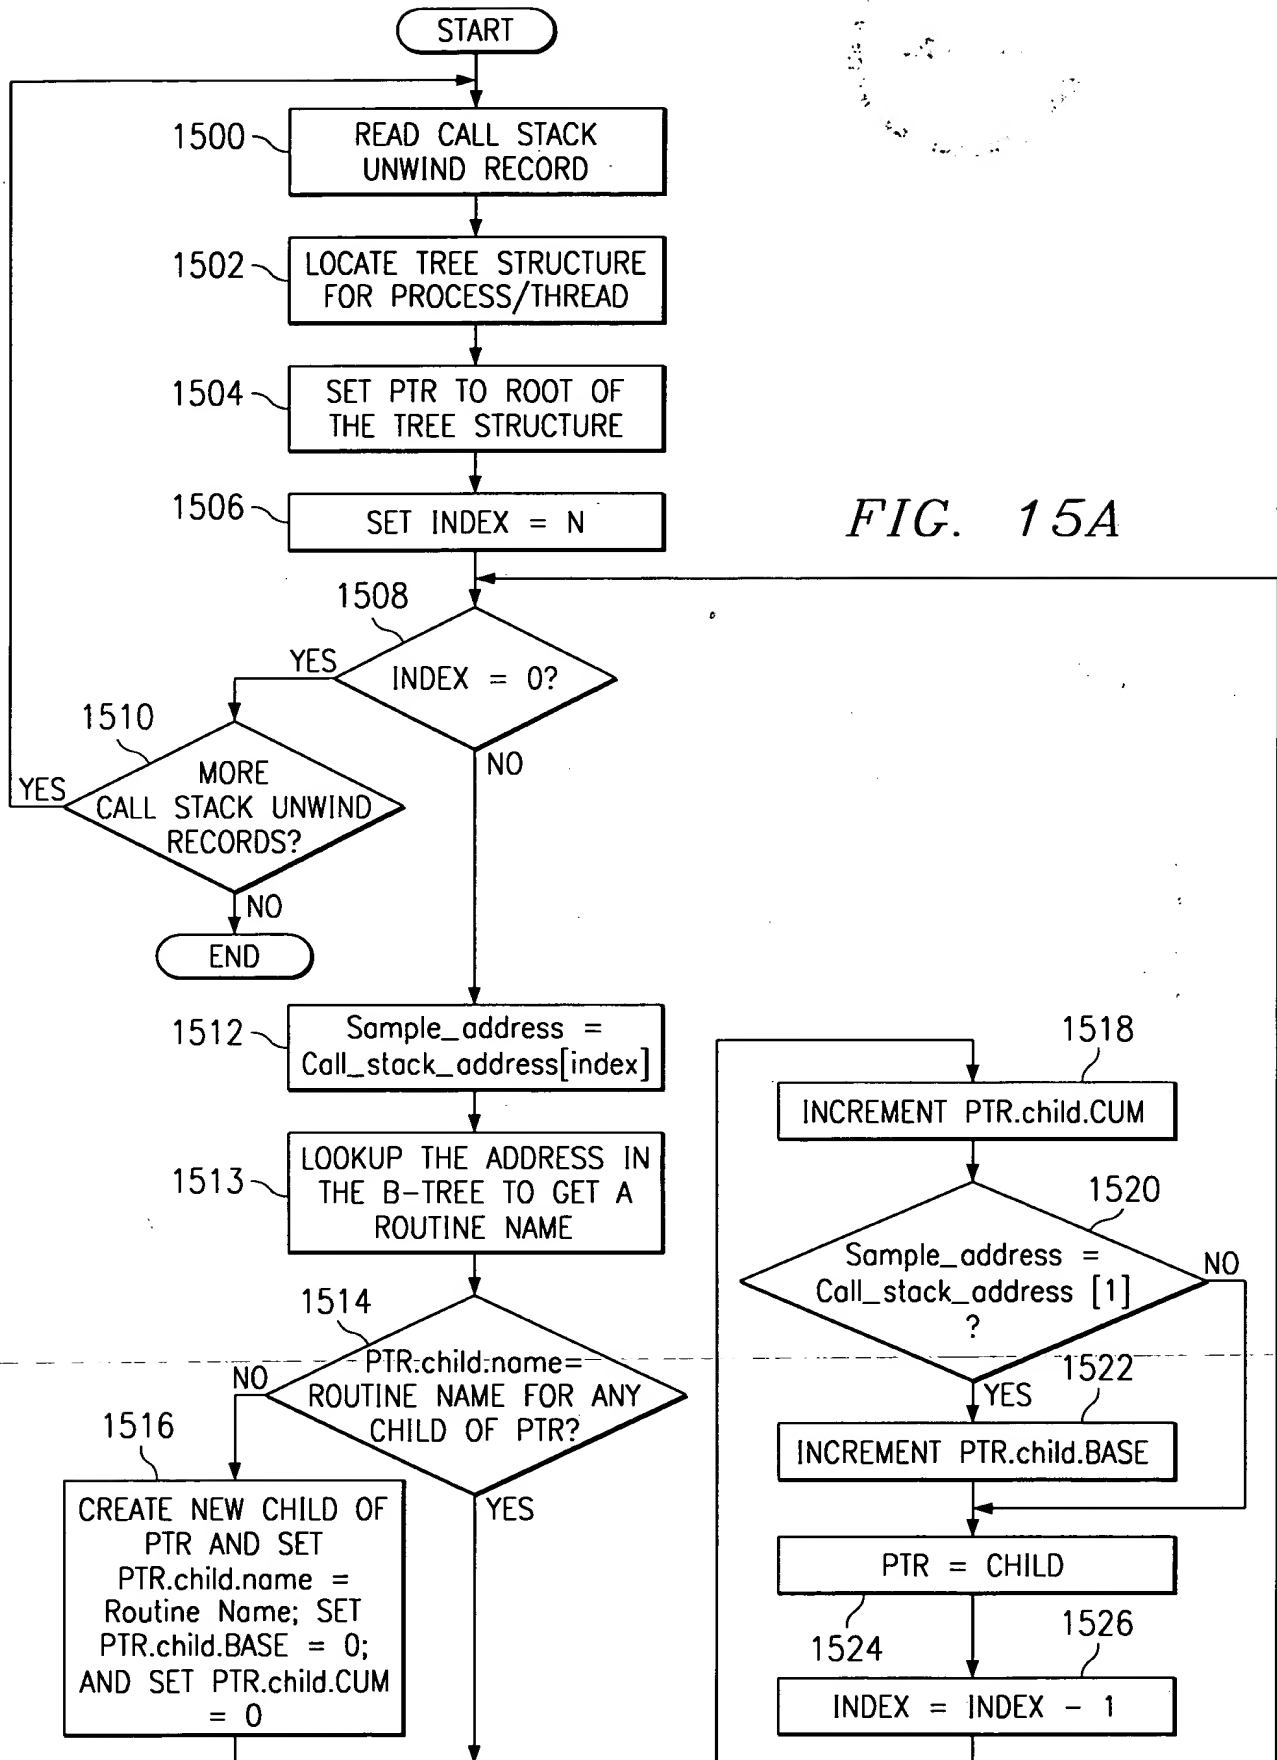 START
1500
READ CALL STACK
UNWIND RECORD
1502
LOCATE TREE STRUCTURE
FOR PROCESS/THREAD
1504
SET PTR TO ROOT OF
THE TREE STRUCTURE
1506
SET INDEX = N
FIG. 15A
1508
INDEX = 0?
YES
NO
1510
MORE
CALL STACK UNWIND
RECORDS?
YES
NO
END
1512
Sample_address =
Call_stack_address[index]
1513
LOOKUP THE ADDRESS IN
THE B-TREE TO GET A
ROUTINE NAME
1514
PTR.child.name=
ROUTINE NAME FOR ANY
CHILD OF PTR?
NO
YES
1516
CREATE NEW CHILD OF
PTR AND SET
PTR.child.name =
Routine Name; SET
PTR.child.BASE = 0;
AND SET PTR.child.CUM
= 0
1518
INCREMENT PTR.child.CUM
1520
Sample_address =
Call_stack_address [1]
?
NO
YES
1522
INCREMENT PTR.child.BASE
PTR = CHILD
1524
1526
INDEX = INDEX - 1